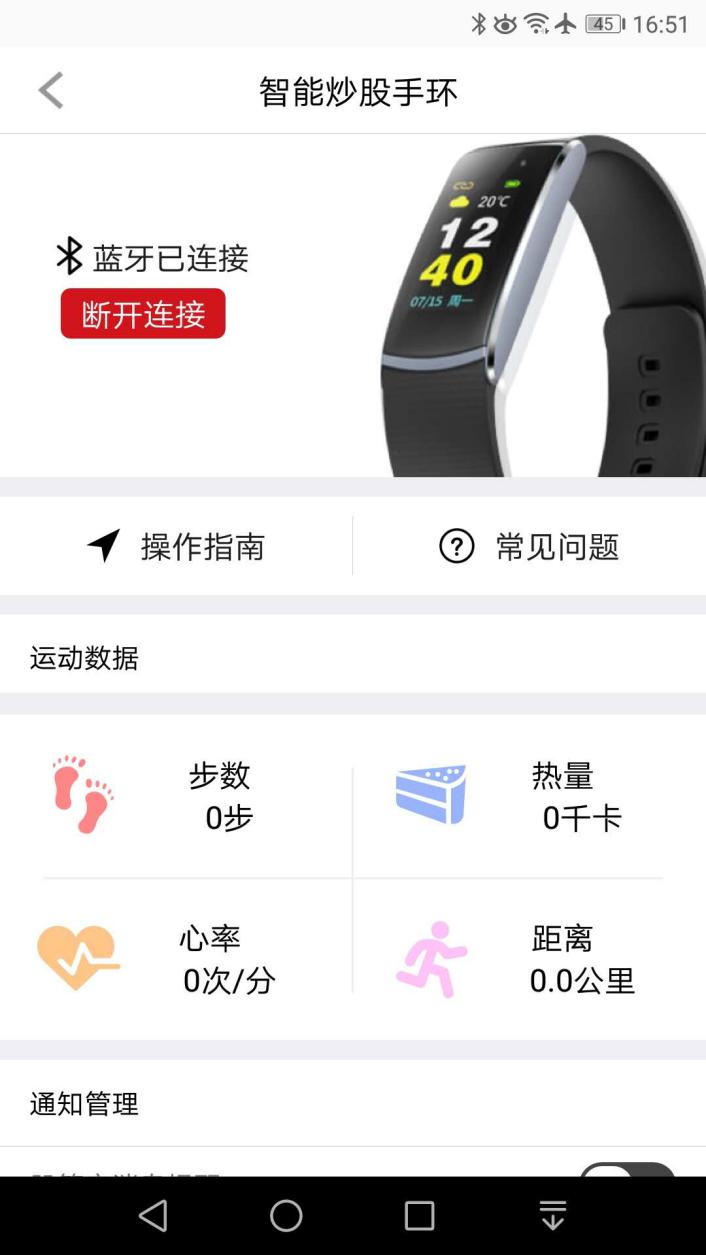 45 16:51
智能炒股手环
20℃
12
40
07/15 周一
蓝牙已连接
断开连接
操作指南
常见问题
运动数据
步数
0步
热量
0千卡
心率
0次/分
距离
0.0公里
通知管理